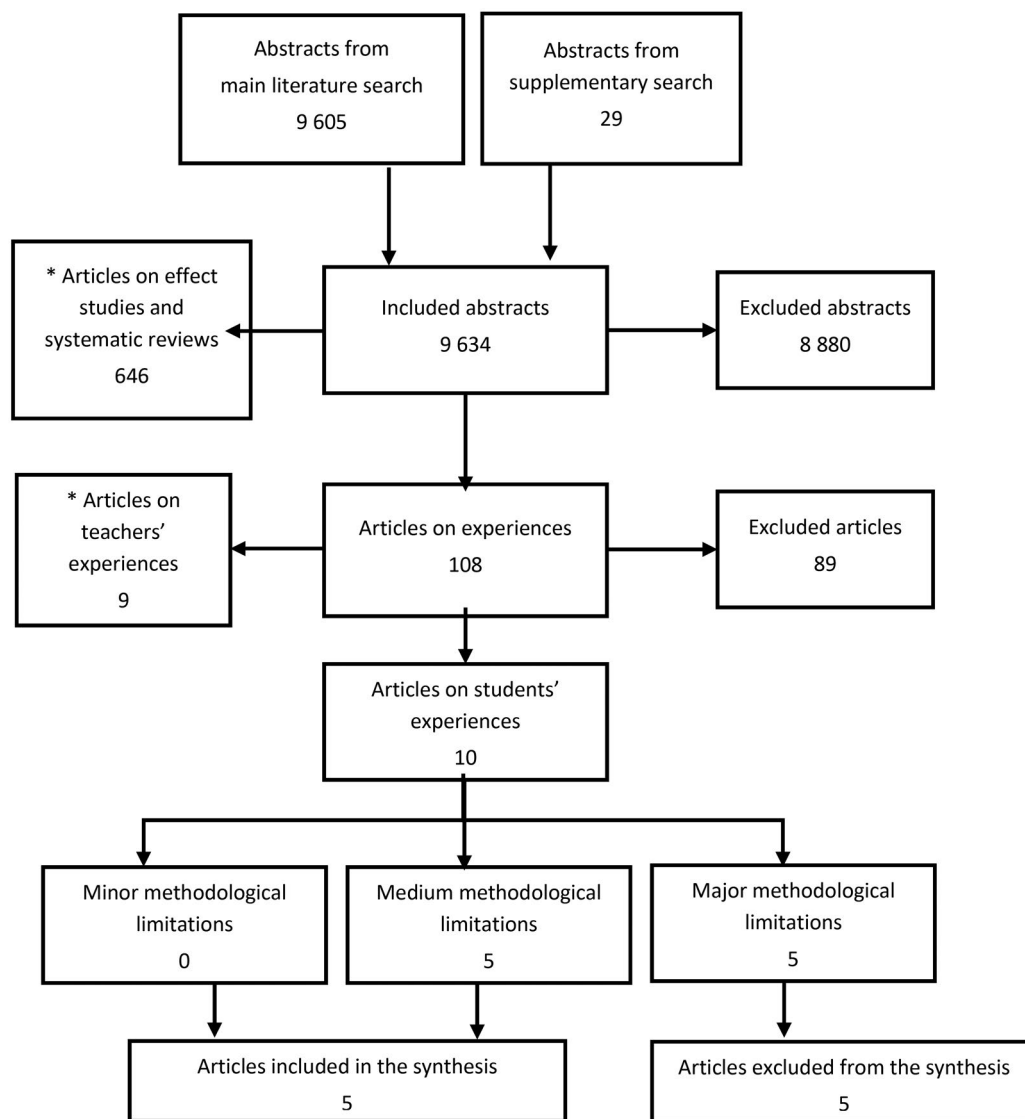 Abstracts from
main literature search
9 605
Abstracts from
supplementary search
29
* Articles on effect
studies and
systematic reviews
646
Included abstracts
9 634
Excluded abstracts
8 880
* Articles on
teachers’
experiences
9
Articles on experiences
108
Excluded articles
89
Articles on students’
experiences
10
Minor methodological
limitations
0
Medium methodological
limitations
5
Major methodological
limitations
5
Articles included in the synthesis
5
Articles excluded from the synthesis
5